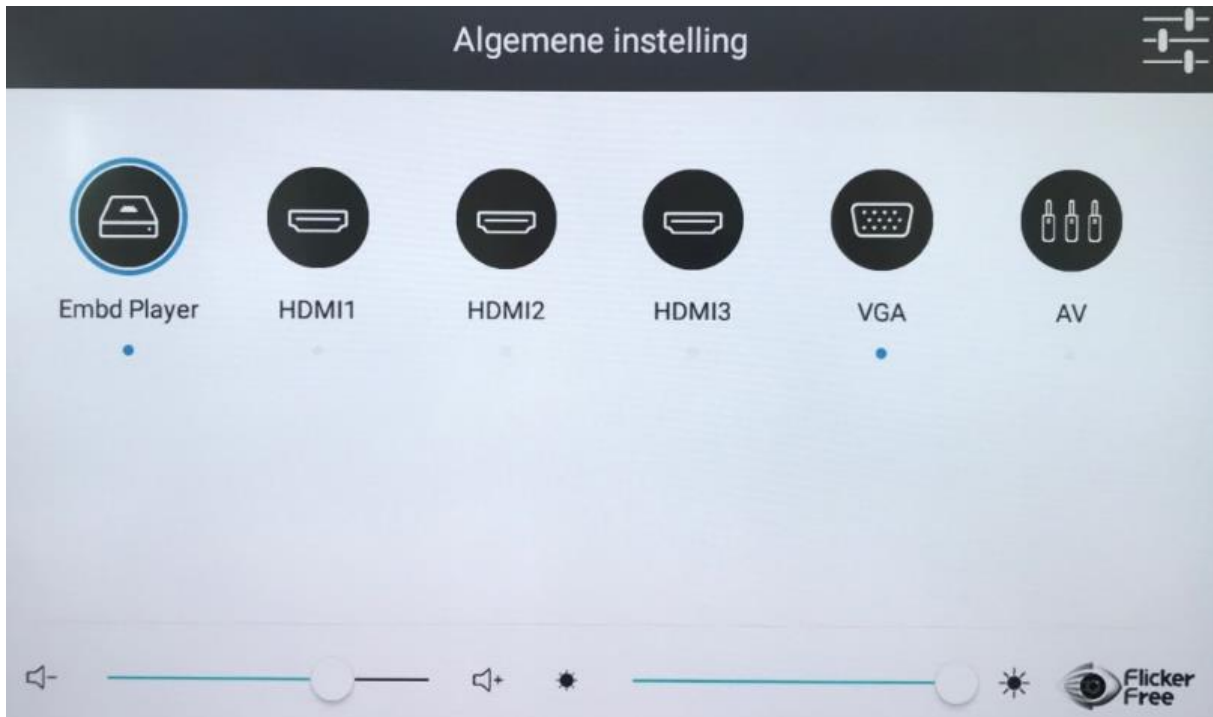 Algemene instelling
Embd Player
HDMI1
HDMI2
HDMI3
VGA
AV
Flicker
Free